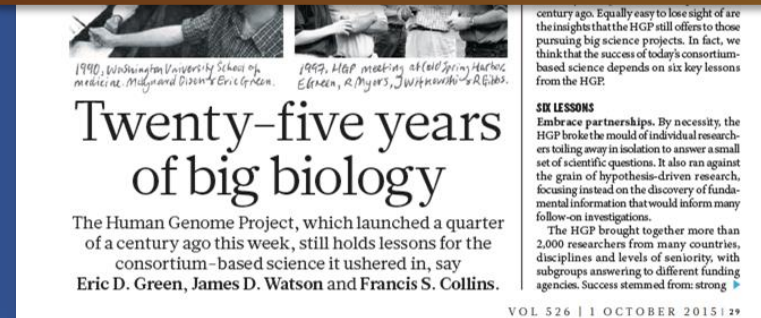 1990, Washington University School of
medicine. Maynard Olson & Eric Green.
1992, HGP meeting at Cold Spring Harbor,
E Green, R Myers, J Witkowski & R Gibbs.
Twenty-five years
of big biology
The Human Genome Project, which launched a quarter
of a century ago this week, still holds lessons for the
consortium-based science it ushered in, say
Eric D. Green, James D. Watson and Francis S. Collins.
century ago. Equally easy to lose sight of are
the insights that the HGP still offers to those
pursuing big science projects. In fact, we
think that the success of today's consortium-
based science depends on six key lessons
from the HGP.
SIX LESSONS
Embrace partnerships. By necessity, the
HGP broke the mould of individual research-
ers toiling away in isolation to answer a small
set of scientific questions. It also ran against
the grain of hypothesis-driven research,
focusing instead on the discovery of funda-
mental information that would inform many
follow-on investigations.
The HGP brought together more than
2,000 researchers from many countries,
disciplines and levels of seniority, with
subgroups answering to different funding
agencies. Success stemmed from: strong
VOL 526 | 1 OCTOBER 2015 | 29